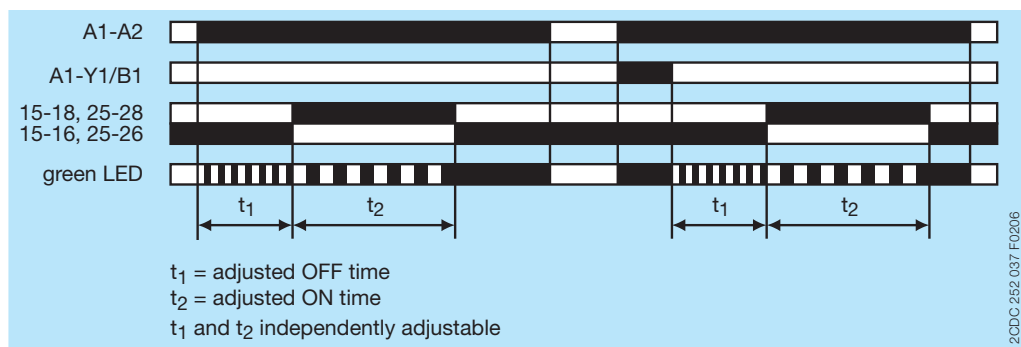 A1-A2
A1-Y1/B1
15-18, 25-28
15-16, 25-26
green LED
t1 t2 t1 t2
t1 = adjusted OFF time
t2 = adjusted ON time
t1 and t2 independently adjustable
2CDC 252 037 F0206